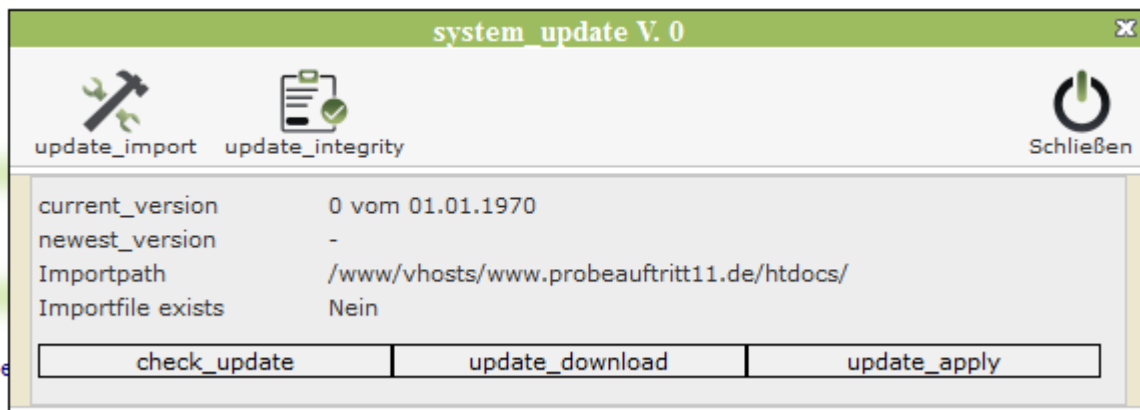 system_update V. 0
update_import update_integrity Schließen
current_version 0 vom 01.01.1970
newest_version -
Importpath /www/vhosts/www.probeauftritt11.de/htdocs/
Importfile exists Nein
check_update update_download update_apply